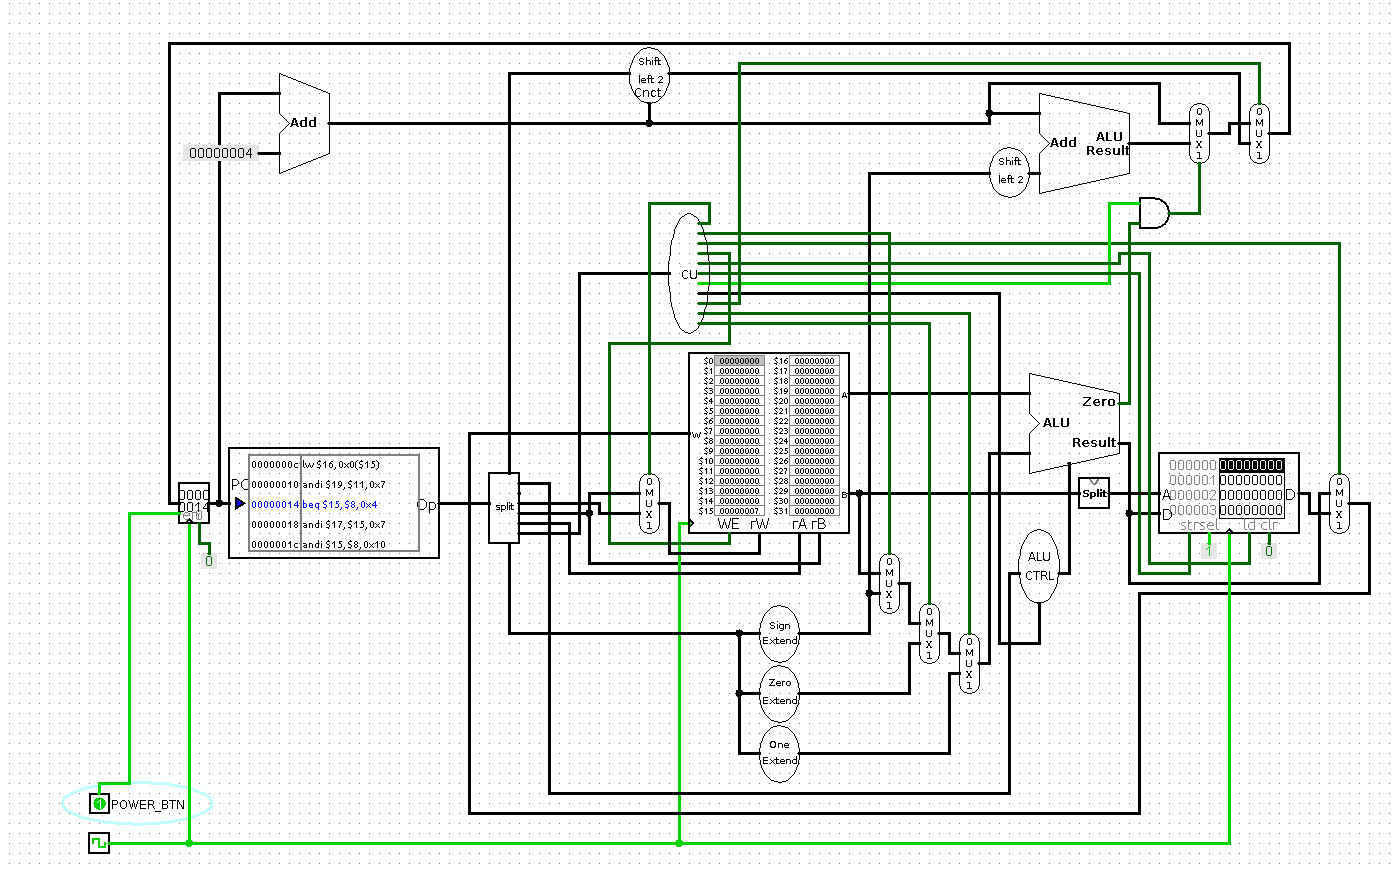 Shift
left 2
Cnct
Add
00000004
Add
ALU
Result
0
M
U
X
1
0
M
U
X
1
Shift
left 2
CU
$0 00000000 $16 00000000
$1 00000000 $17 00000000
$2 00000000 $18 00000000
$3 00000000 $19 00000000
$4 00000000 $20 00000000
$5 00000000 $21 00000000
$6 00000000 $22 00000000
$7 00000000 $23 00000000
$8 00000000 $24 00000000
$9 00000000 $25 00000000
$10 00000000 $26 00000000
$11 00000000 $27 00000000
$12 00000000 $28 00000000
$13 00000000 $29 00000000
$14 00000000 $30 00000000
$15 00000007 $31 00000000
A
W
B
WE rW rA rB
Zero
ALU
Result
0000
0014
en0
0
PC
0000000c lw $16,0x0($15)
00000010 andi $19,$11,0x7
00000014 beq $15,$8,0x4
00000018 andi $17,$15,0x7
0000001c andi $15,$8,0x10
Op
split
0
M
U
X
1
Split
000000 00000000
000001 00000000
000002 00000000
000003 00000000
A
D
D
str sel ld clr
1
0
0
M
U
X
1
ALU
CTRL
0
M
U
X
1
0
M
U
X
1
0
M
U
X
1
Sign
Extend
Zero
Extend
One
Extend
1
POWER_BTN